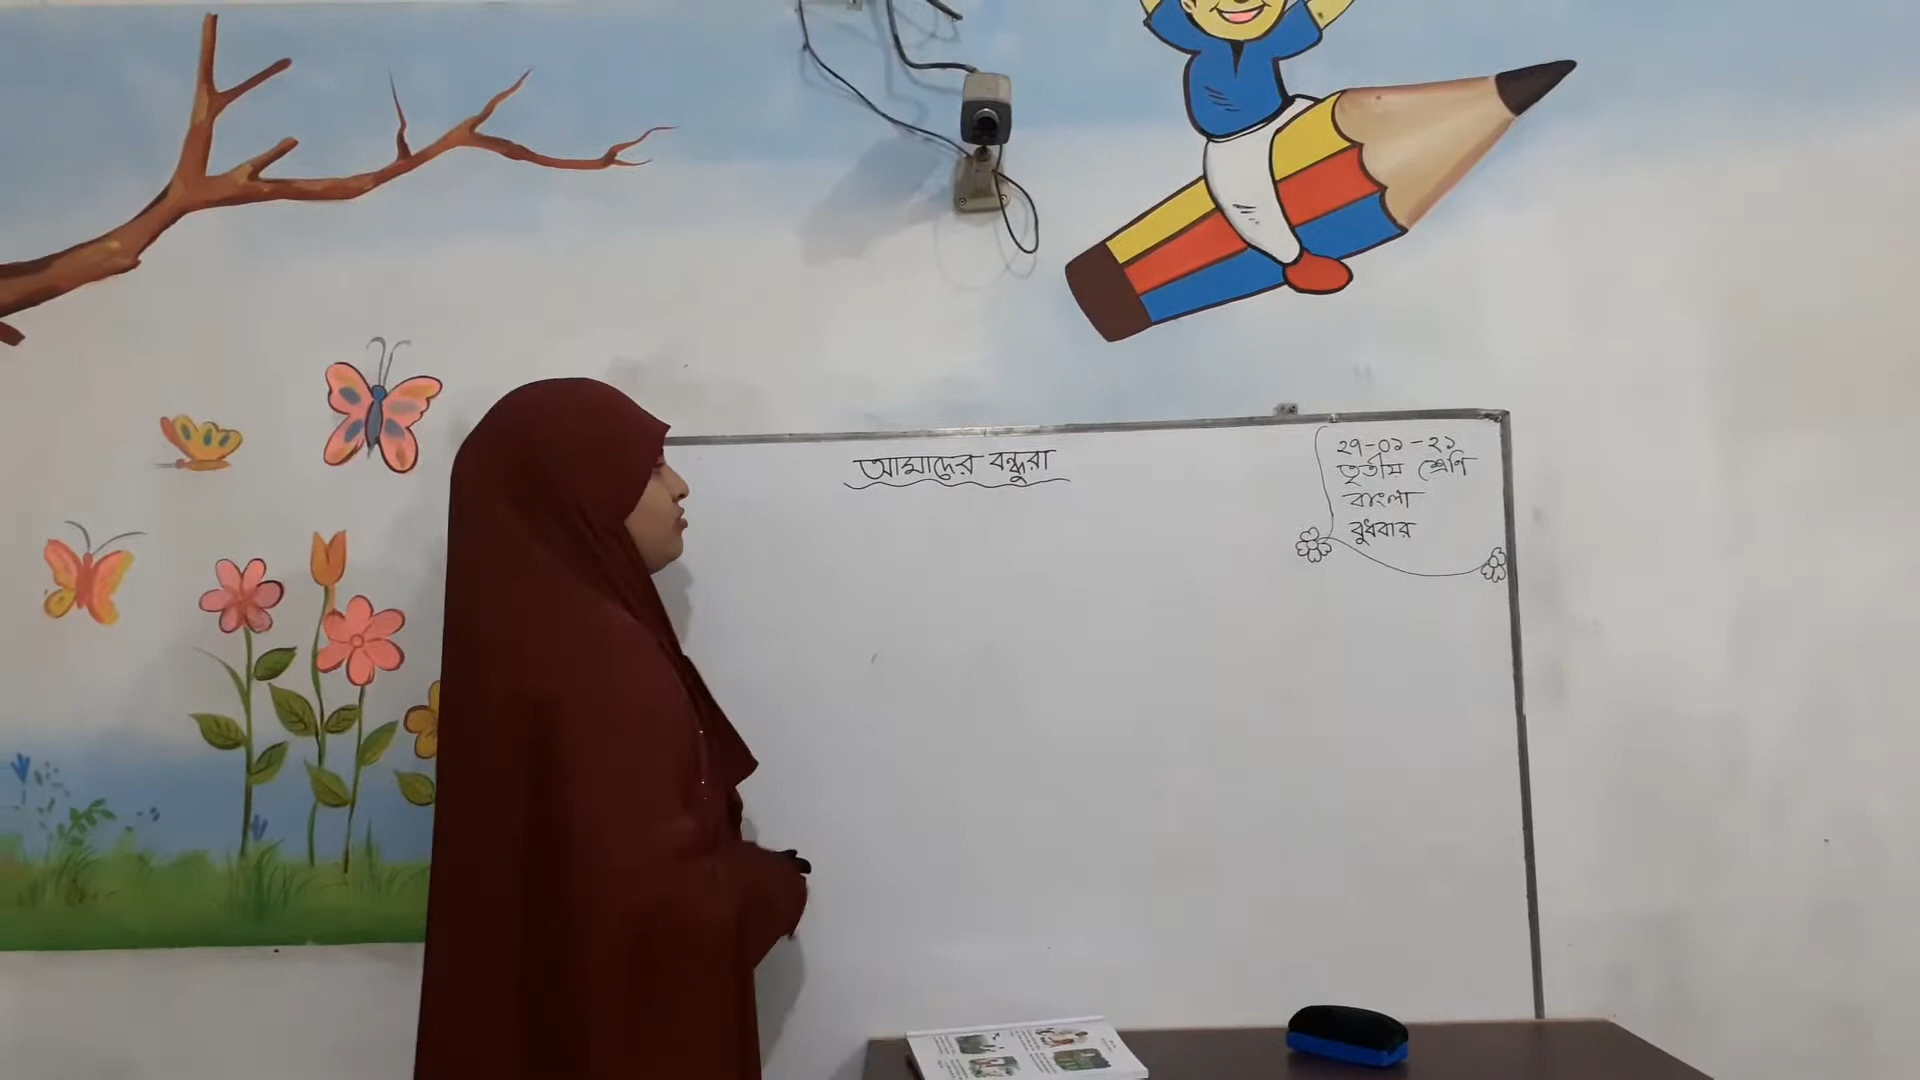 আমাদের বন্ধুরা
২৭-০১-২১
তৃতীয় শ্রেণি
বাংলা
বুধবার